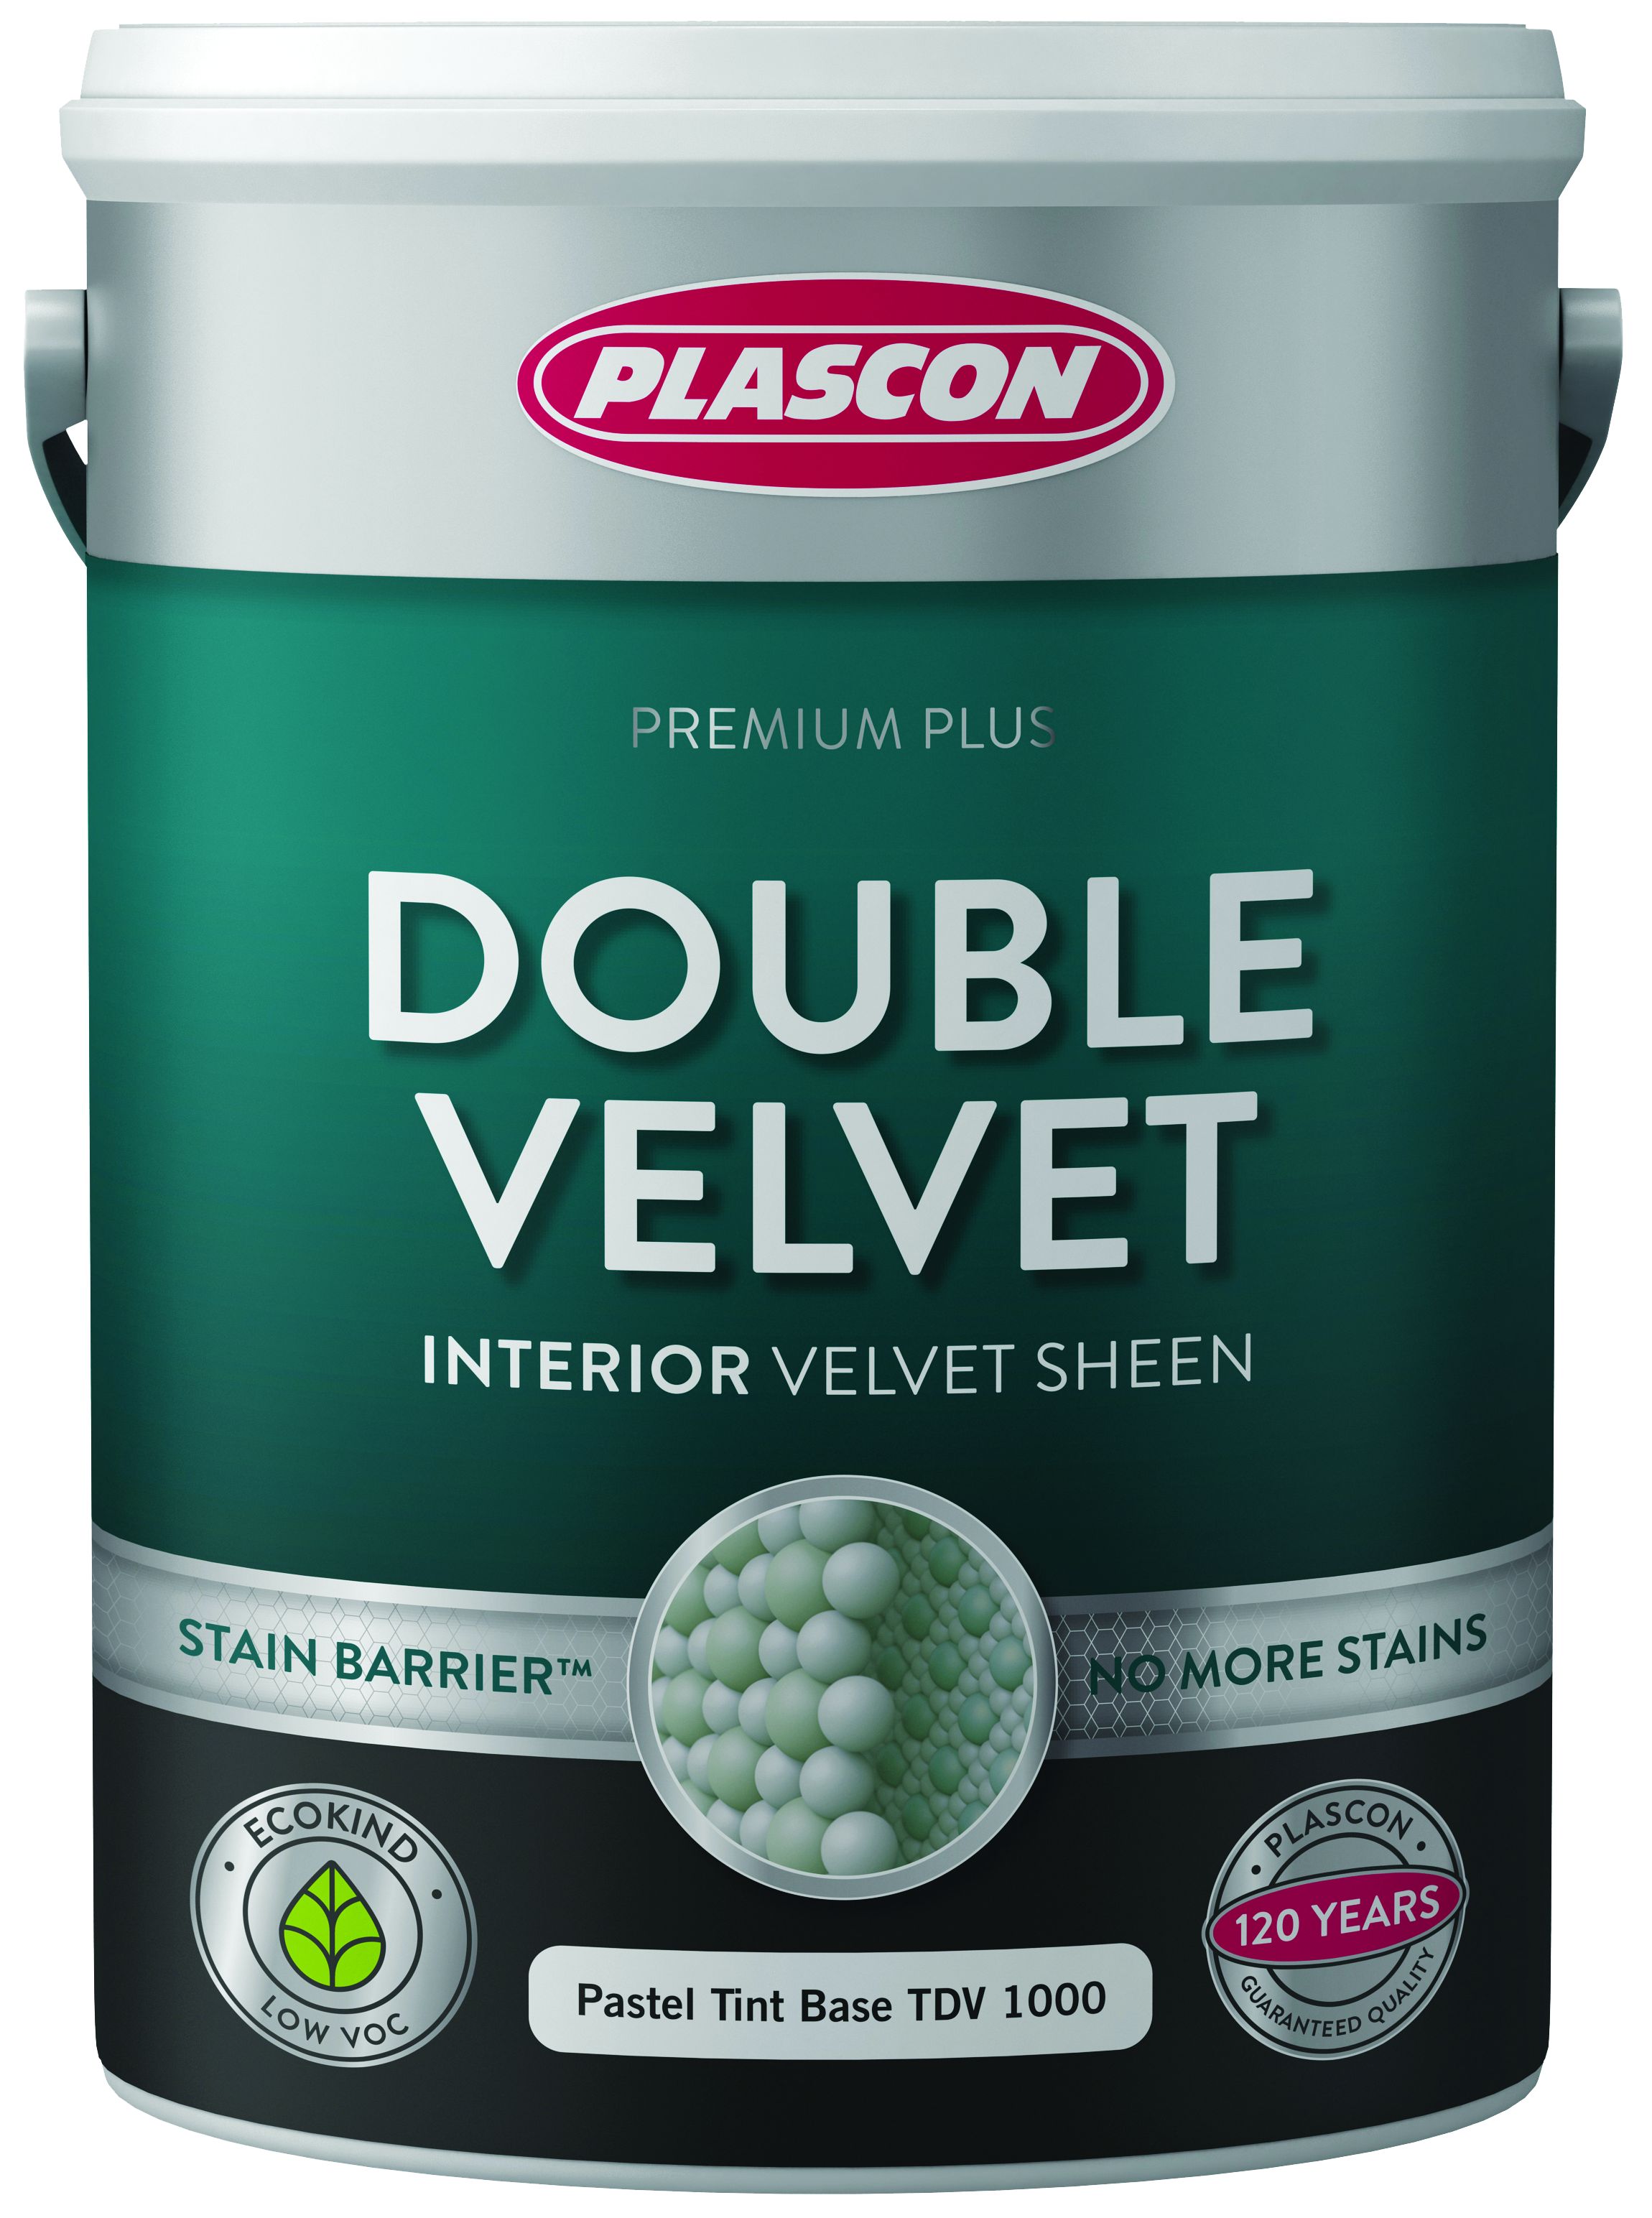 PLASCON
PREMIUM PLUS
DOUBLE
VELVET
INTERIOR VELVET SHEEN
STAIN BARRIER™
NO MORE STAINS
• ECOKIND •
LOW VOC
Pastel Tint Base TDV 1000
• PLASCON •
120 YEARS
GUARANTEED QUALITY